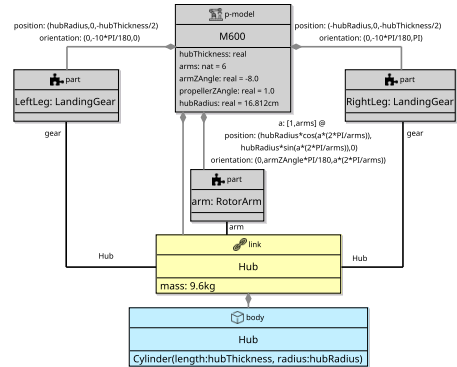 p-model
M600
hubThickness: real
arms: nat = 6
armZAngle: real = -8.0
propellerZAngle: real = 1.0
hubRadius: real = 16.812cm
position: (hubRadius,0,-hubThickness/2)
orientation: (0,-10*PI/180,0)
position: (-hubRadius,0,-hubThickness/2)
orientation: (0,-10*PI/180,PI)
part
LeftLeg: LandingGear
part
RightLeg: LandingGear
gear
gear
a: [1,arms] @
position: (hubRadius*cos(a*(2*PI/arms)),
hubRadius*sin(a*(2*PI/arms)),0)
orientation: (0,armZAngle*PI/180,a*(2*PI/arms))
part
arm: RotorArm
arm
Hub
Hub
link
Hub
mass: 9.6kg
body
Hub
Cylinder(length:hubThickness, radius:hubRadius)